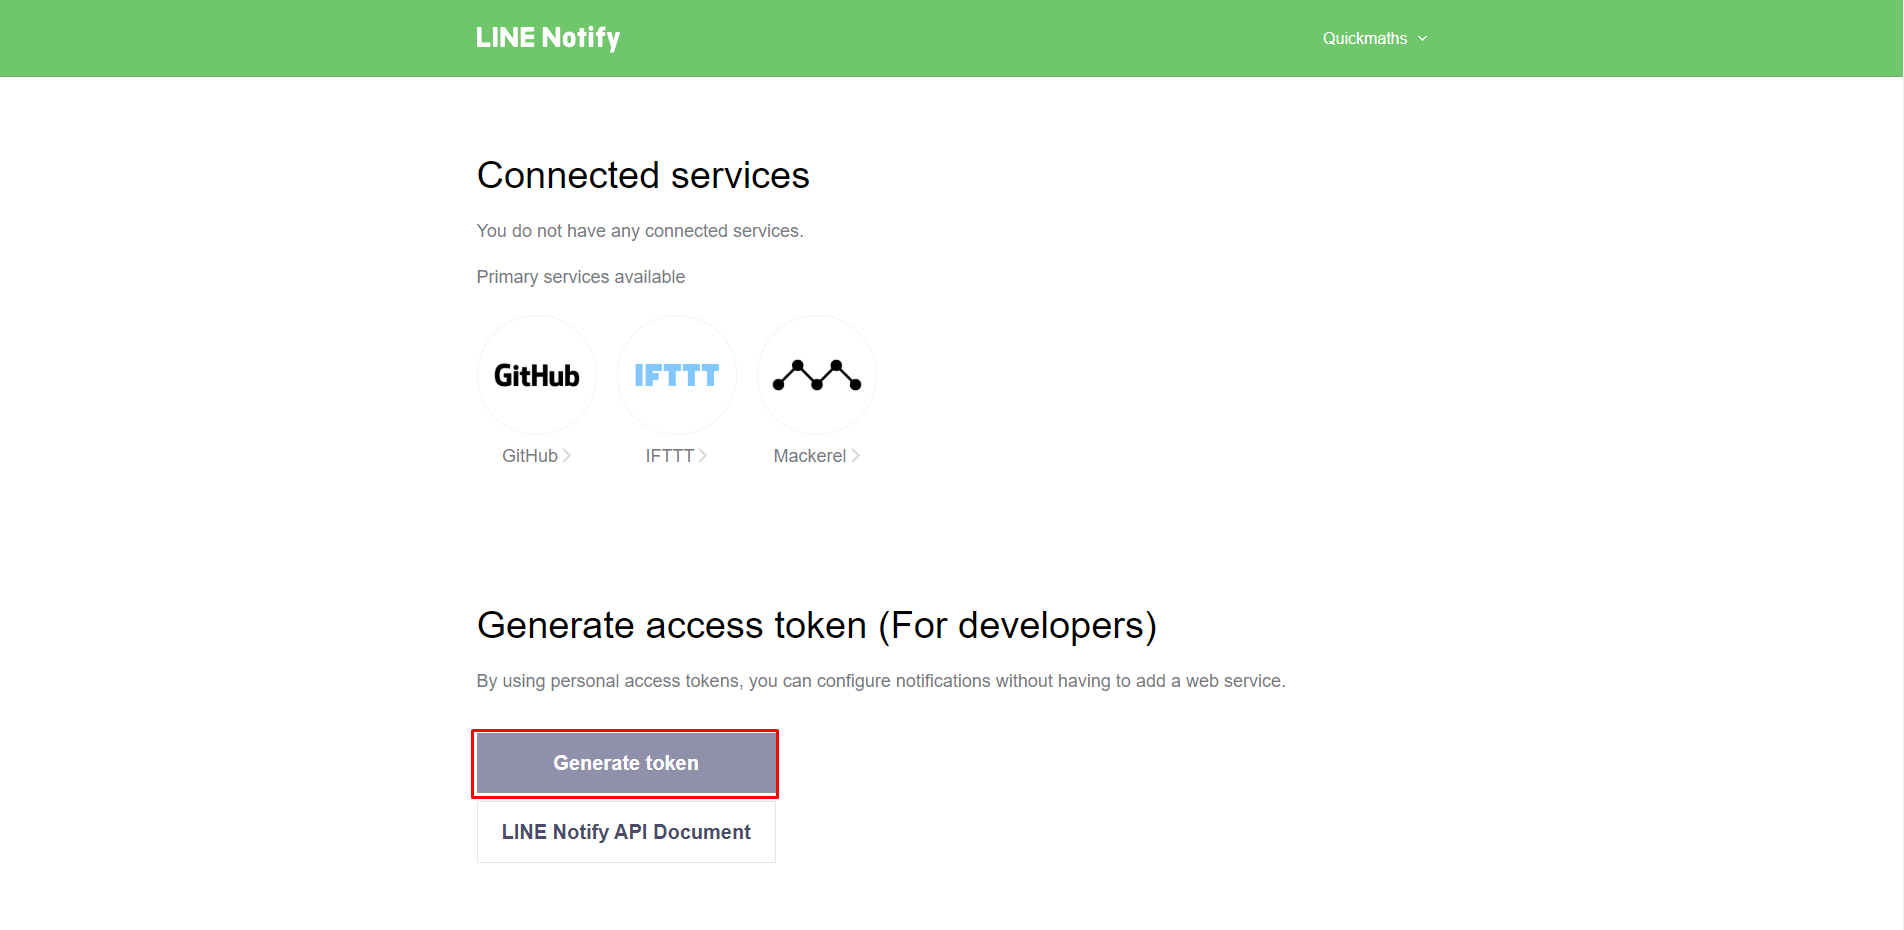 LINE Notify
Quickmaths
Connected services
You do not have any connected services.
Primary services available
GitHub
IFTTT
GitHub
IFTTT
Mackerel
Generate access token (For developers)
By using personal access tokens, you can configure notifications without having to add a web service.
Generate token
LINE Notify API Document